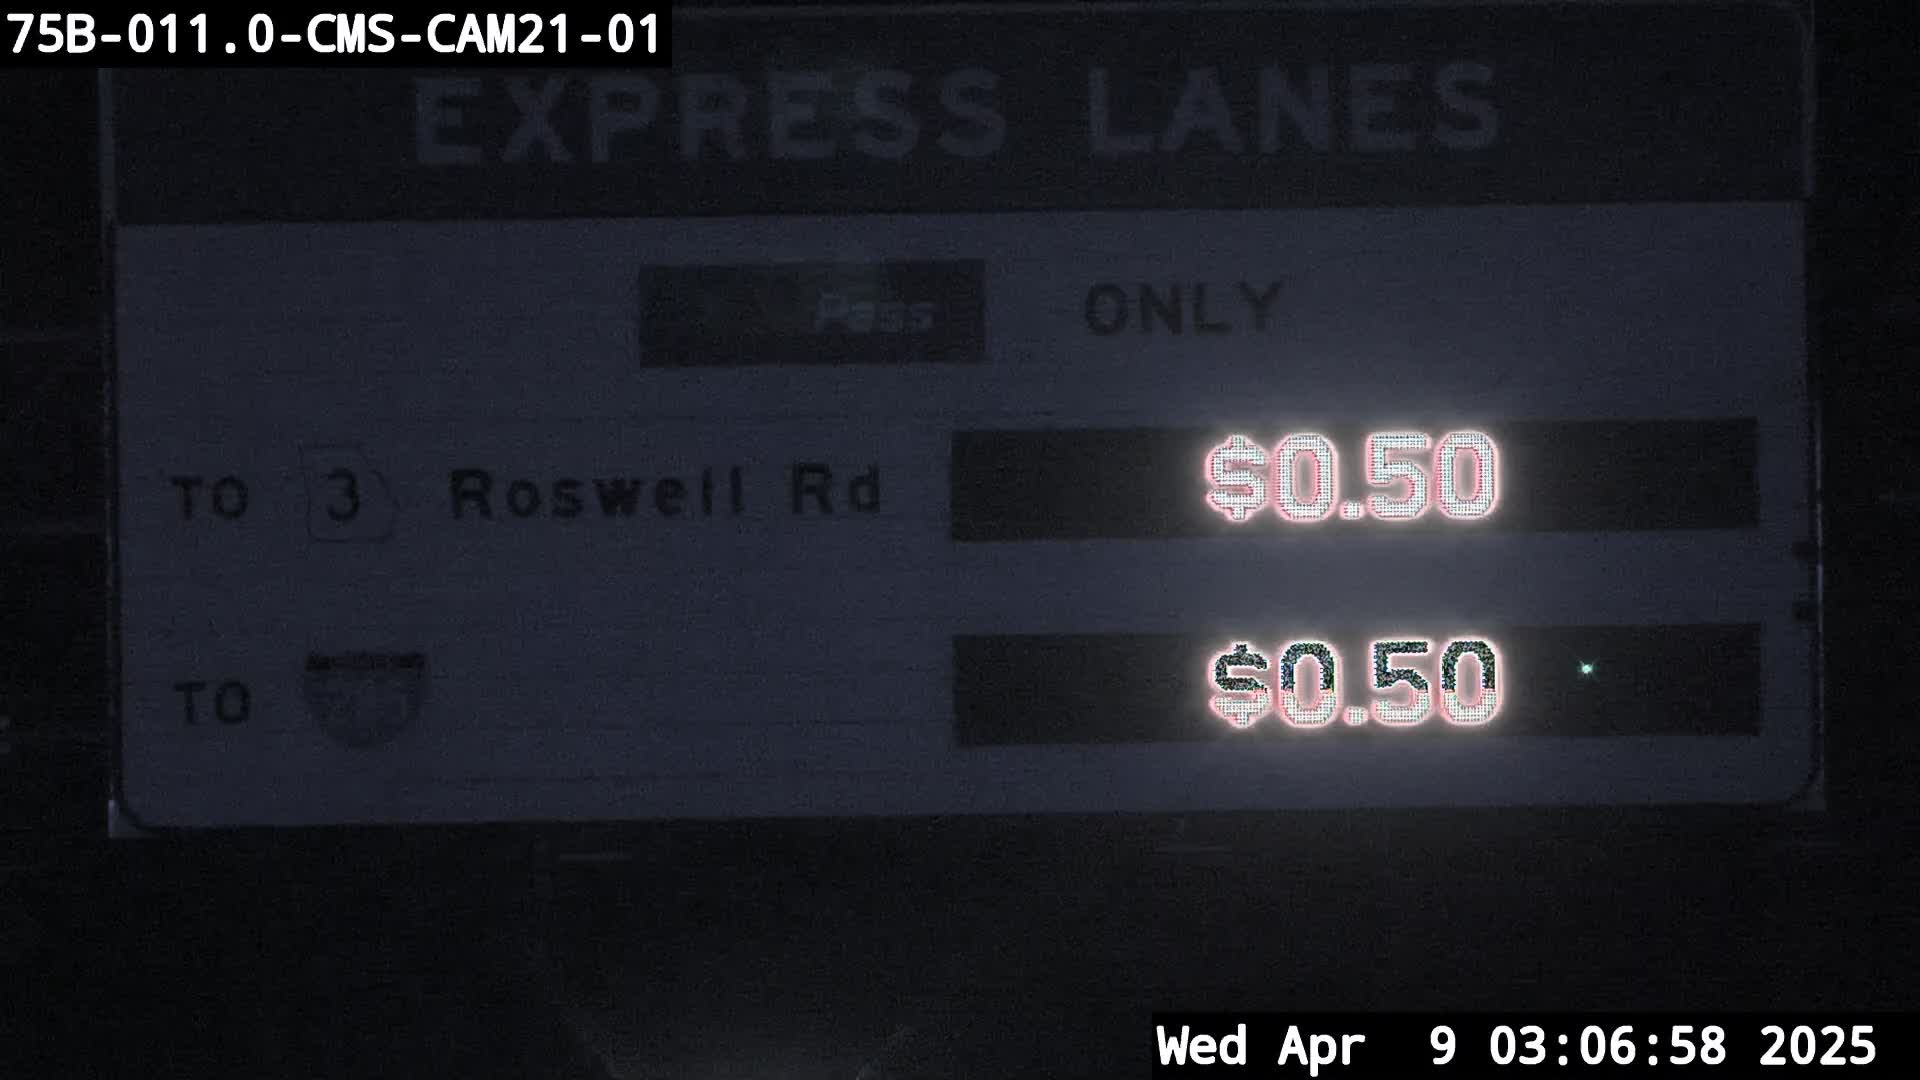 75B-011.0-CMS-CAM21-01
EXPRESS LANES
Pass ONLY
TO 3 Roswell Rd $0.50
TO $0.50
Wed Apr 9 03:06:58 2025